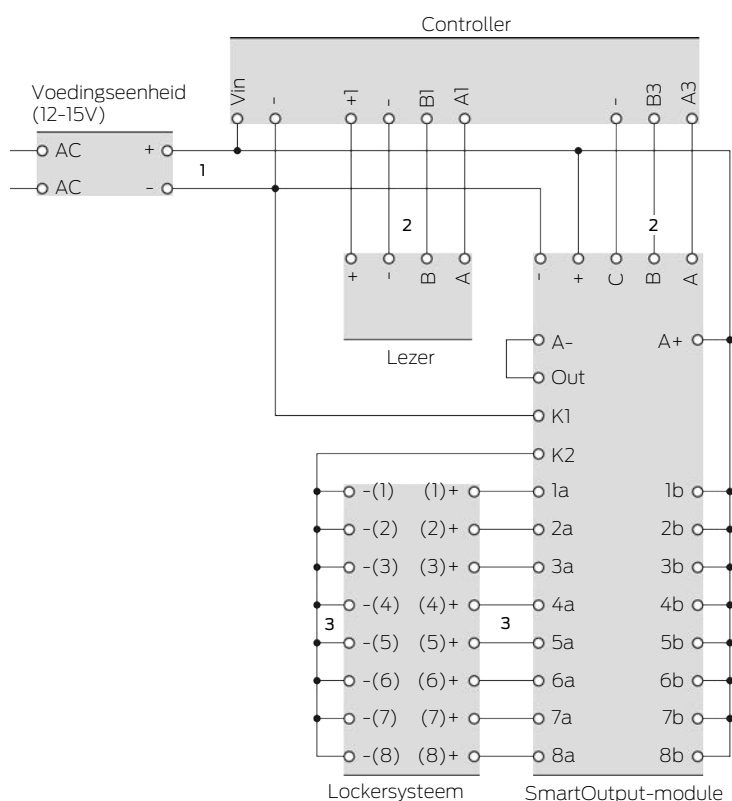 Controller
Vin - +1 - B1 A1 - B3 A3
Voedingseenheid
(12-15V)
AC +
AC -
1
2 2
+ - B A
- + C B A
Lezer
A- A+
Out
K1
K2
-(1) (1)+ 1a 1b
-(2) (2)+ 2a 2b
-(3) (3)+ 3a 3b
-(4) (4)+ 4a 4b
3 3
-(5) (5)+ 5a 5b
-(6) (6)+ 6a 6b
-(7) (7)+ 7a 7b
-(8) (8)+ 8a 8b
Lockersysteem SmartOutput-module